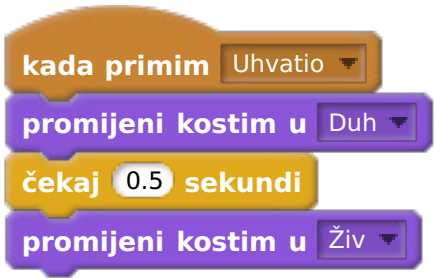 kada primim Uhvatio
promijeni kostim u Duh
čekaj 0.5 sekundi
promijeni kostim u Živ